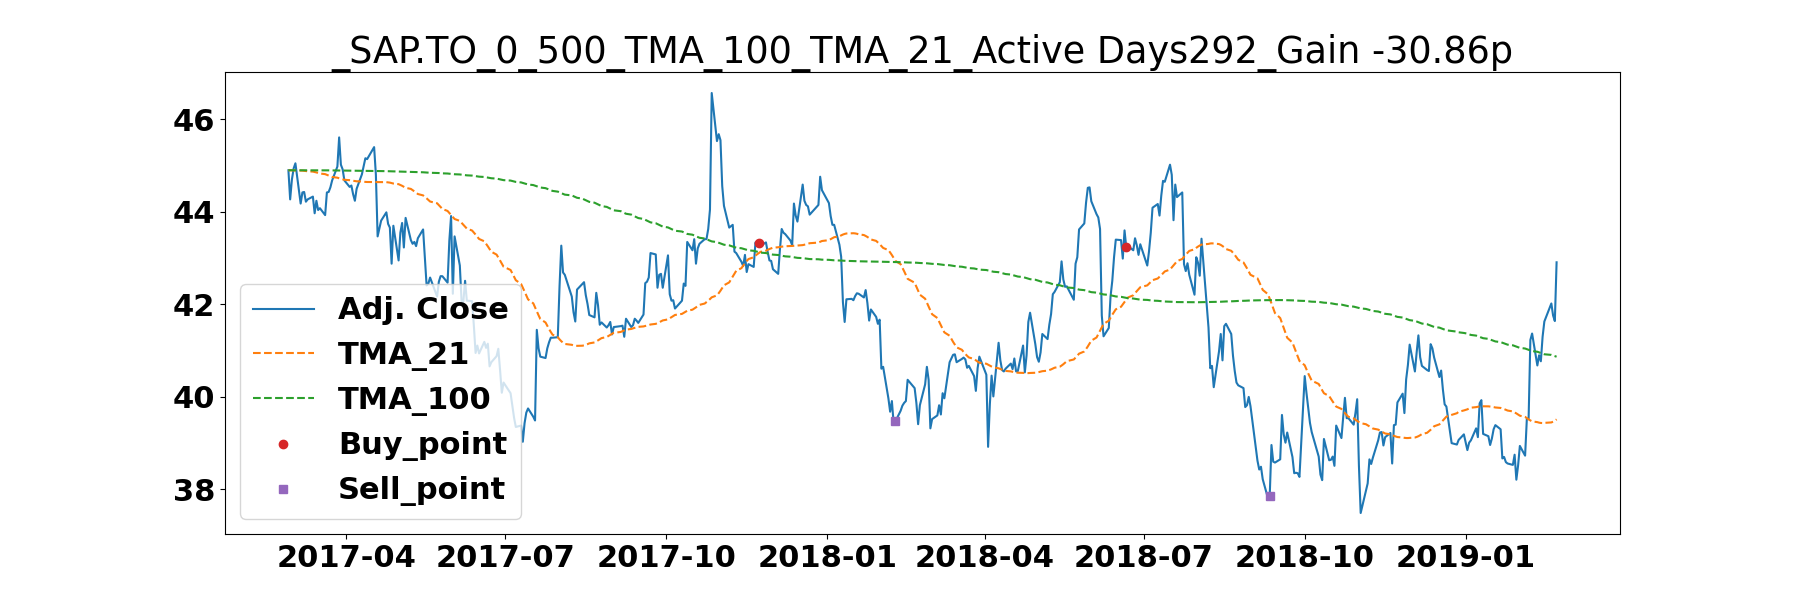 _SAP.TO_0_500_TMA_100_TMA_21_Active Days292_Gain -30.86p
46
44
42
40
38
Adj. Close
TMA_21
TMA_100
Buy_point
Sell_point
2017-04 2017-07 2017-10 2018-01 2018-04 2018-07 2018-10 2019-01